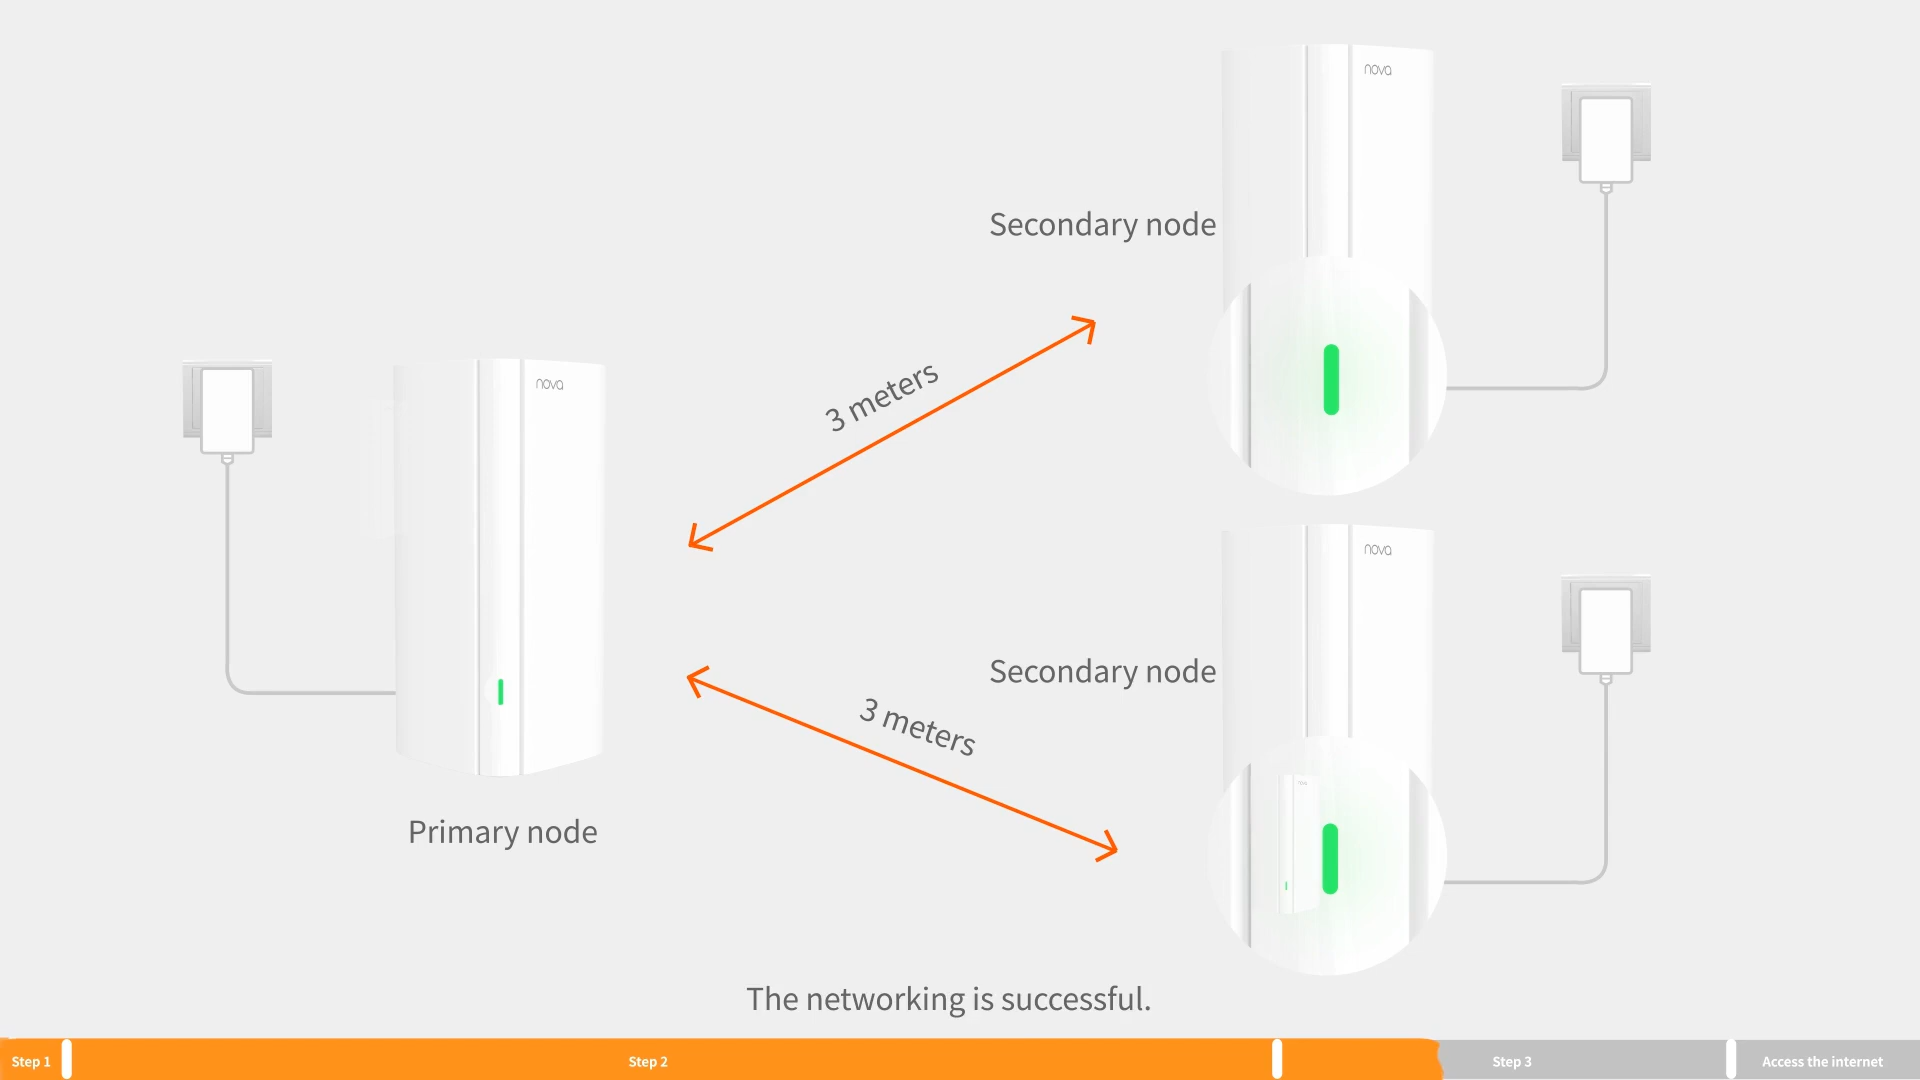 nova
Secondary node
nova
3 meters
nova
Secondary node
3 meters
Primary node
The networking is successful.
Step 1
Step 2
Step 3
Access the internet